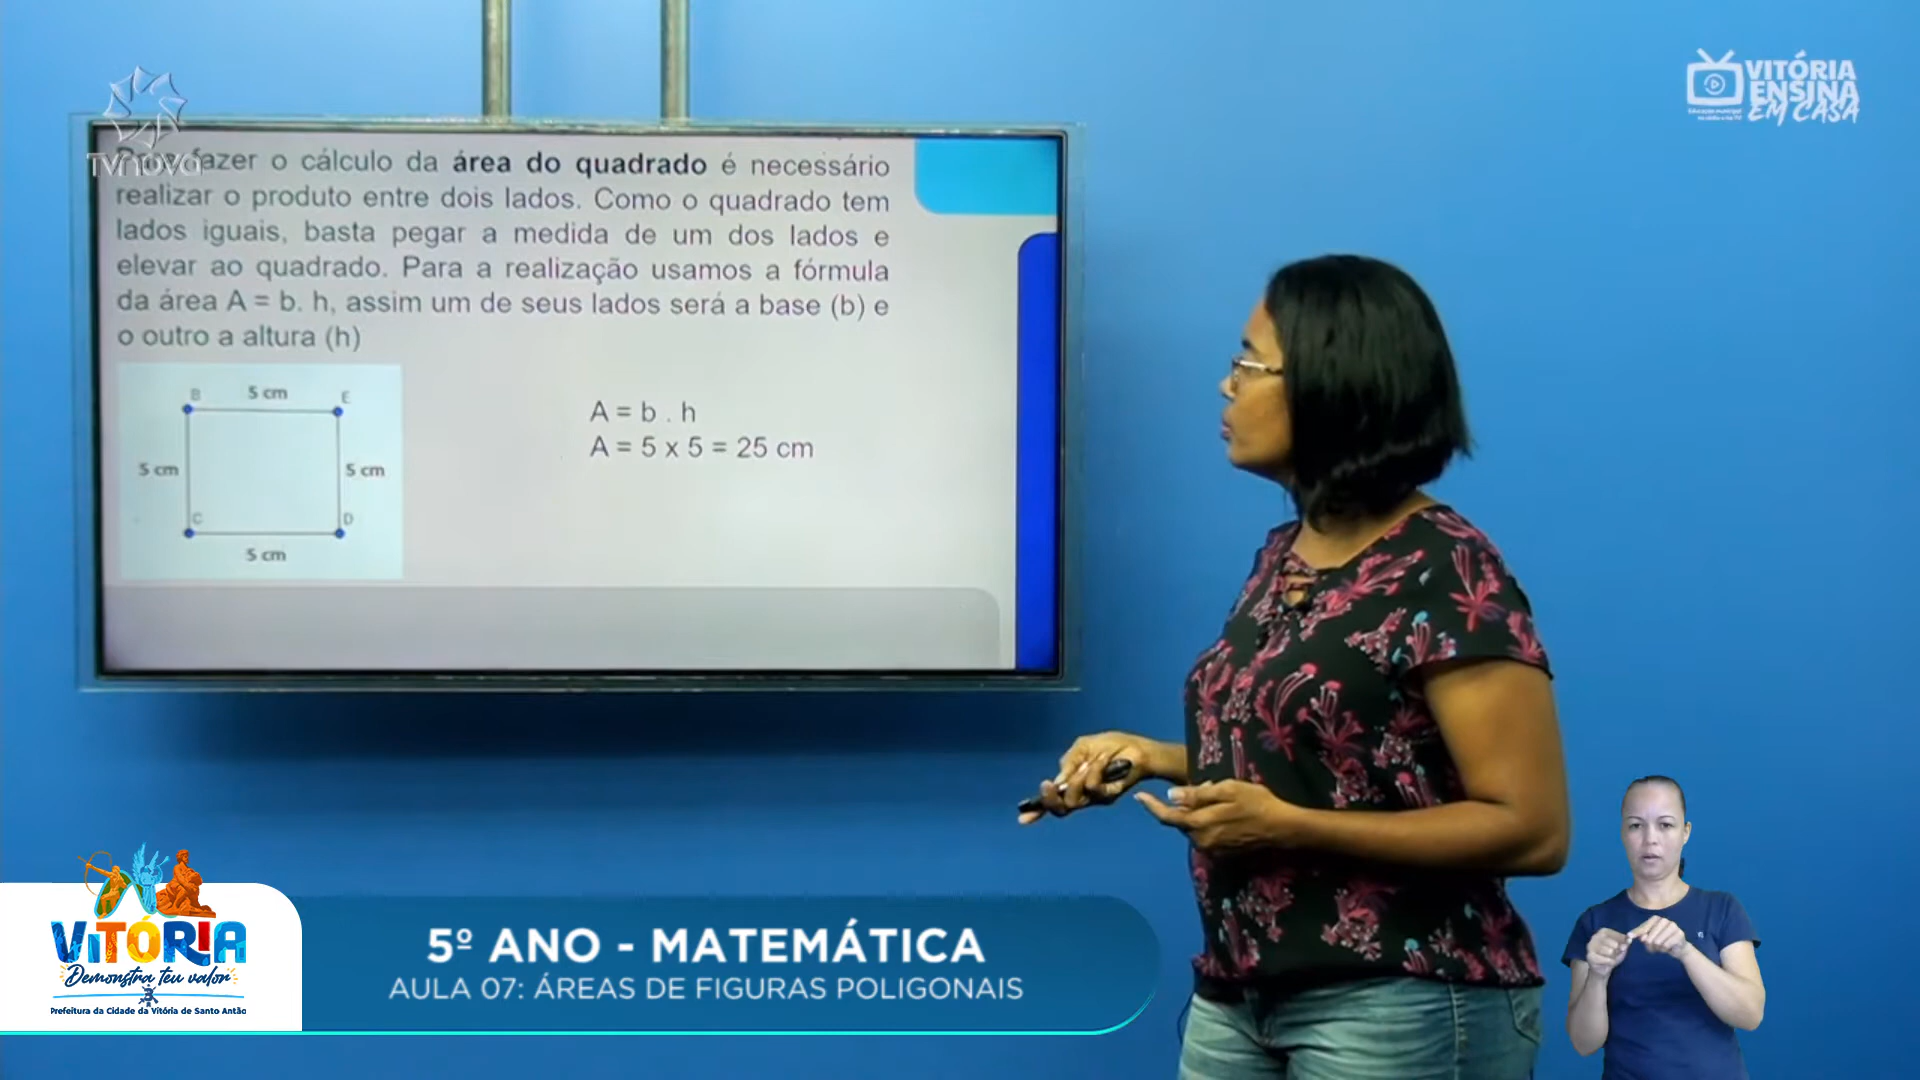 TVnova
VITÓRIA
ENSINA
EM CASA
fazer o cálculo da área do quadrado é necessário
realizar o produto entre dois lados. Como o quadrado tem
lados iguais, basta pegar a medida de um dos lados e
elevar ao quadrado. Para a realização usamos a fórmula
da área A = b. h, assim um de seus lados será a base (b) e
o outro a altura (h)
B 5 cm E
5 cm 5 cm
C D
5 cm
A = b . h
A = 5 x 5 = 25 cm
VITÓRIA
Demonstra teu valor
Prefeitura da Cidade da Vitória de Santo Antão
5º ANO - MATEMÁTICA
AULA 07: ÁREAS DE FIGURAS POLIGONAIS